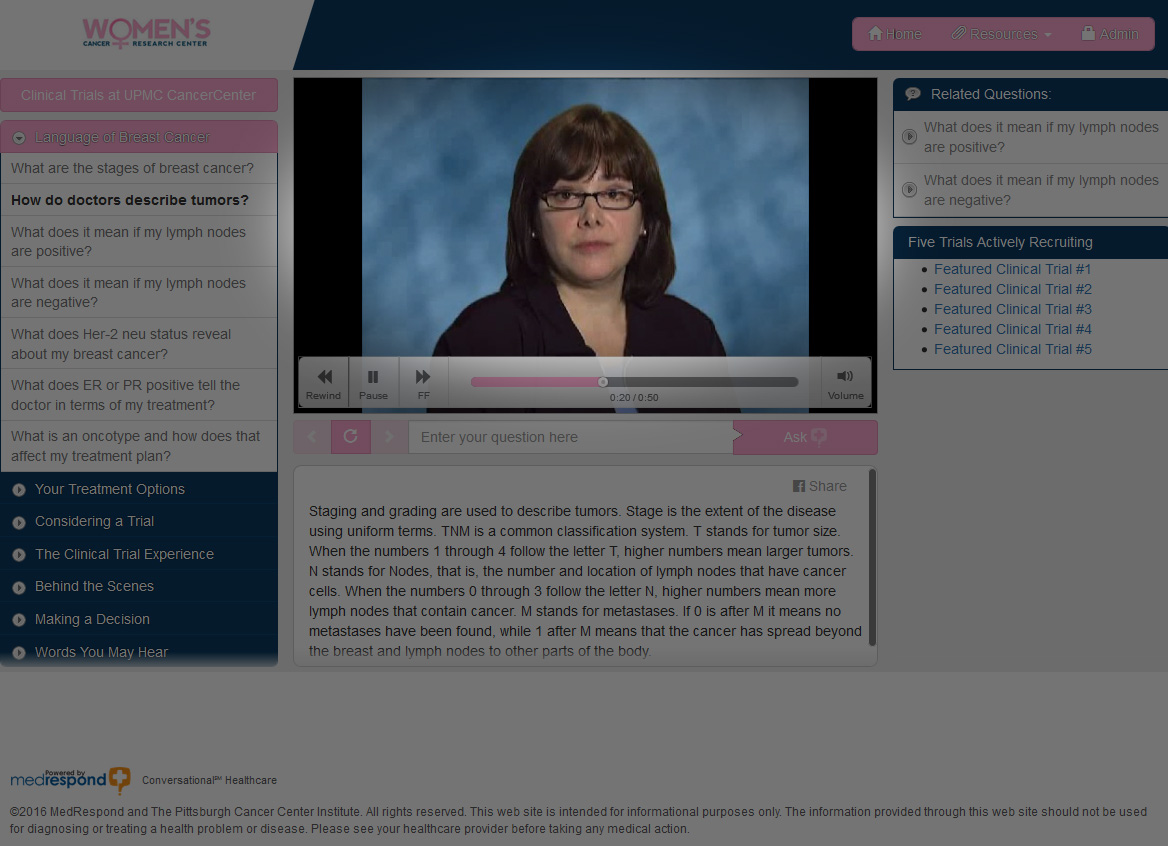 WOMEN'S
CANCER RESEARCH CENTER
Home
Resources
Admin
Clinical Trials at UPMC CancerCenter
Language of Breast Cancer
What are the stages of breast cancer?
How do doctors describe tumors?
What does it mean if my lymph nodes
are positive?
What does it mean if my lymph nodes
are negative?
What does Her-2 neu status reveal
about my breast cancer?
What does ER or PR positive tell the
doctor in terms of my treatment?
What is an oncotype and how does that
affect my treatment plan?
Your Treatment Options
Considering a Trial
The Clinical Trial Experience
Behind the Scenes
Making a Decision
Words You May Hear
Rewind
Pause
FF
0:20 / 0:50
Volume
Enter your question here
Ask
Share
Staging and grading are used to describe tumors. Stage is the extent of the disease
using uniform terms. TNM is a common classification system. T stands for tumor size.
When the numbers 1 through 4 follow the letter T, higher numbers mean larger tumors.
N stands for Nodes, that is, the number and location of lymph nodes that have cancer
cells. When the numbers 0 through 3 follow the letter N, higher numbers mean more
lymph nodes that contain cancer. M stands for metastases. If 0 is after M it means no
metastases have been found, while 1 after M means that the cancer has spread beyond
the breast and lymph nodes to other parts of the body.
Related Questions:
What does it mean if my lymph nodes
are positive?
What does it mean if my lymph nodes
are negative?
Five Trials Actively Recruiting
Featured Clinical Trial #1
Featured Clinical Trial #2
Featured Clinical Trial #3
Featured Clinical Trial #4
Featured Clinical Trial #5
Powered by
medrespond
Conversational℠ Healthcare
©2016 MedRespond and The Pittsburgh Cancer Center Institute. All rights reserved. This web site is intended for informational purposes only. The information provided through this web site should not be used
for diagnosing or treating a health problem or disease. Please see your healthcare provider before taking any medical action.